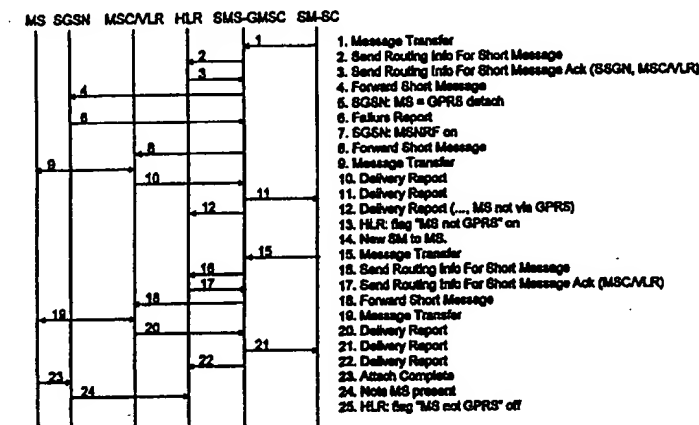 MS SGSN MSC/VLR HLR SMS-GMSC SM-SC
1
2
3
4
6
8
9
10
11
12
15
16
17
18
19
20
21
22
23
24
1. Message Transfer
2. Send Routing Info For Short Message
3. Send Routing Info For Short Message Ack (SSGN, MSC/VLR)
4. Forward Short Message
5. SGSN: MS = GPRS detach
6. Failure Report
7. SGSN: MSNRF on
8. Forward Short Message
9. Message Transfer
10. Delivery Report
11. Delivery Report
12. Delivery Report (..., MS not via GPRS)
13. HLR: flag "MS not GPRS" on
14. New SM to MS.
15. Message Transfer
16. Send Routing Info For Short Message
17. Send Routing Info For Short Message Ack (MSC/VLR)
18. Forward Short Message
19. Message Transfer
20. Delivery Report
21. Delivery Report
22. Delivery Report
23. Attach Complete
24. Note MS present
25. HLR: flag "MS not GPRS" off